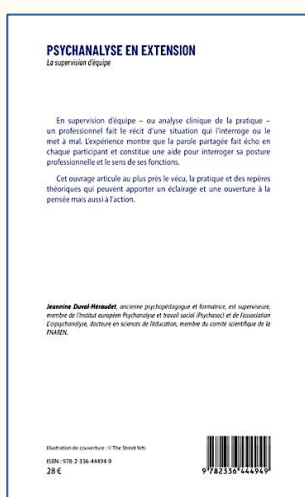 PSYCHANALYSE EN EXTENSION
La supervision d'équipe
En supervision d'équipe – ou analyse clinique de la pratique –
un professionnel fait le récit d'une situation qui l'interroge ou le
met à mal. L'expérience montre que la parole partagée fait écho en
chaque participant et constitue une aide pour interroger sa posture
professionnelle et le sens de ses fonctions.
Cet ouvrage articule au plus près le vécu, la pratique et des repères
théoriques qui peuvent apporter un éclairage et une ouverture à la
pensée mais aussi à l'action.
Jeannine Duval-Héraudet, ancienne psychopédagogue et formatrice, est superviseure,
membre de l'Institut européen Psychanalyse et travail social (Psychasoc) et de l'association
L'@psychanalyse, docteure en sciences de l'éducation, membre du comité scientifique de la
FNAREN.
Illustration de couverture : © The Street Yeti.
ISBN : 978-2-336-44494-9
28 €
9 782336 444949